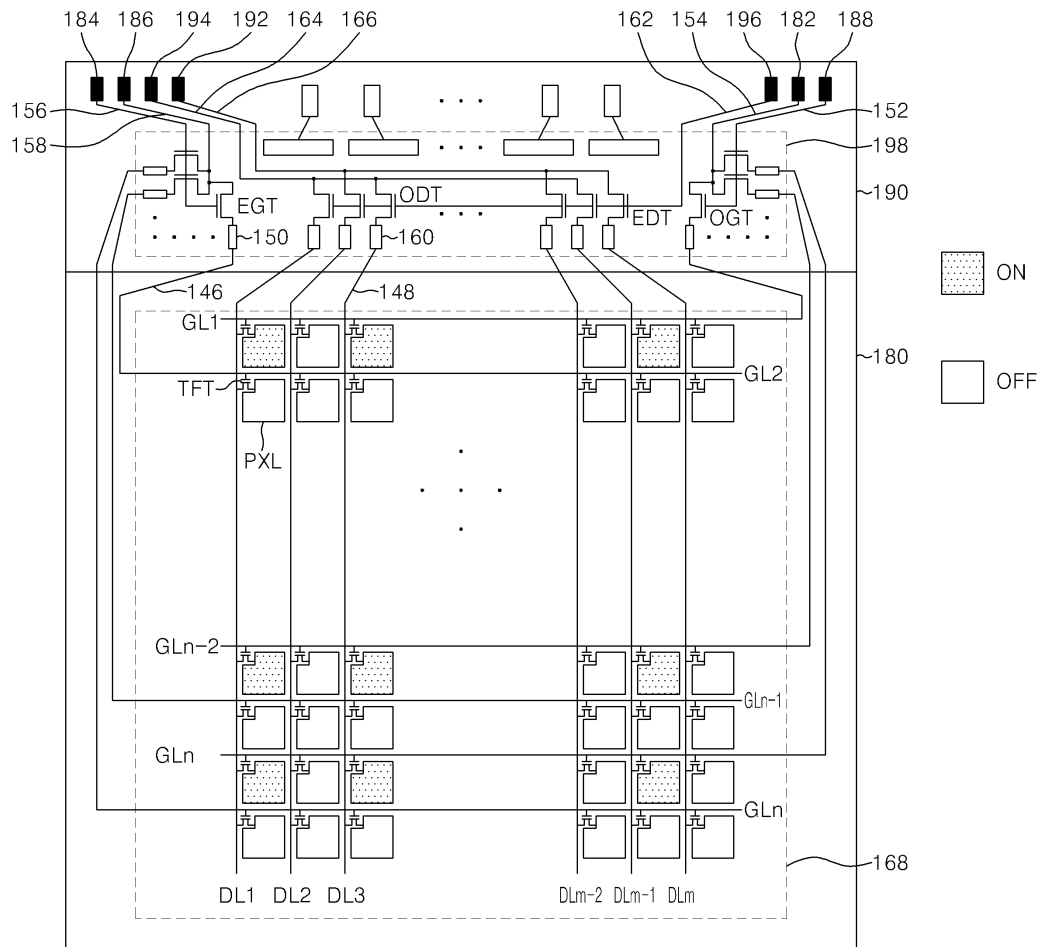 184 186 194 192 164 166 162 154 196 182 188
156 152
158 198
190
EGT ODT EDT OGT
150 160
ON
146 148
GL1
180
GL2
TFT OFF
PXL
GLn-2
GLn-1
GLn
GLn
168
DL1 DL2 DL3 DLm-2 DLm-1 DLm